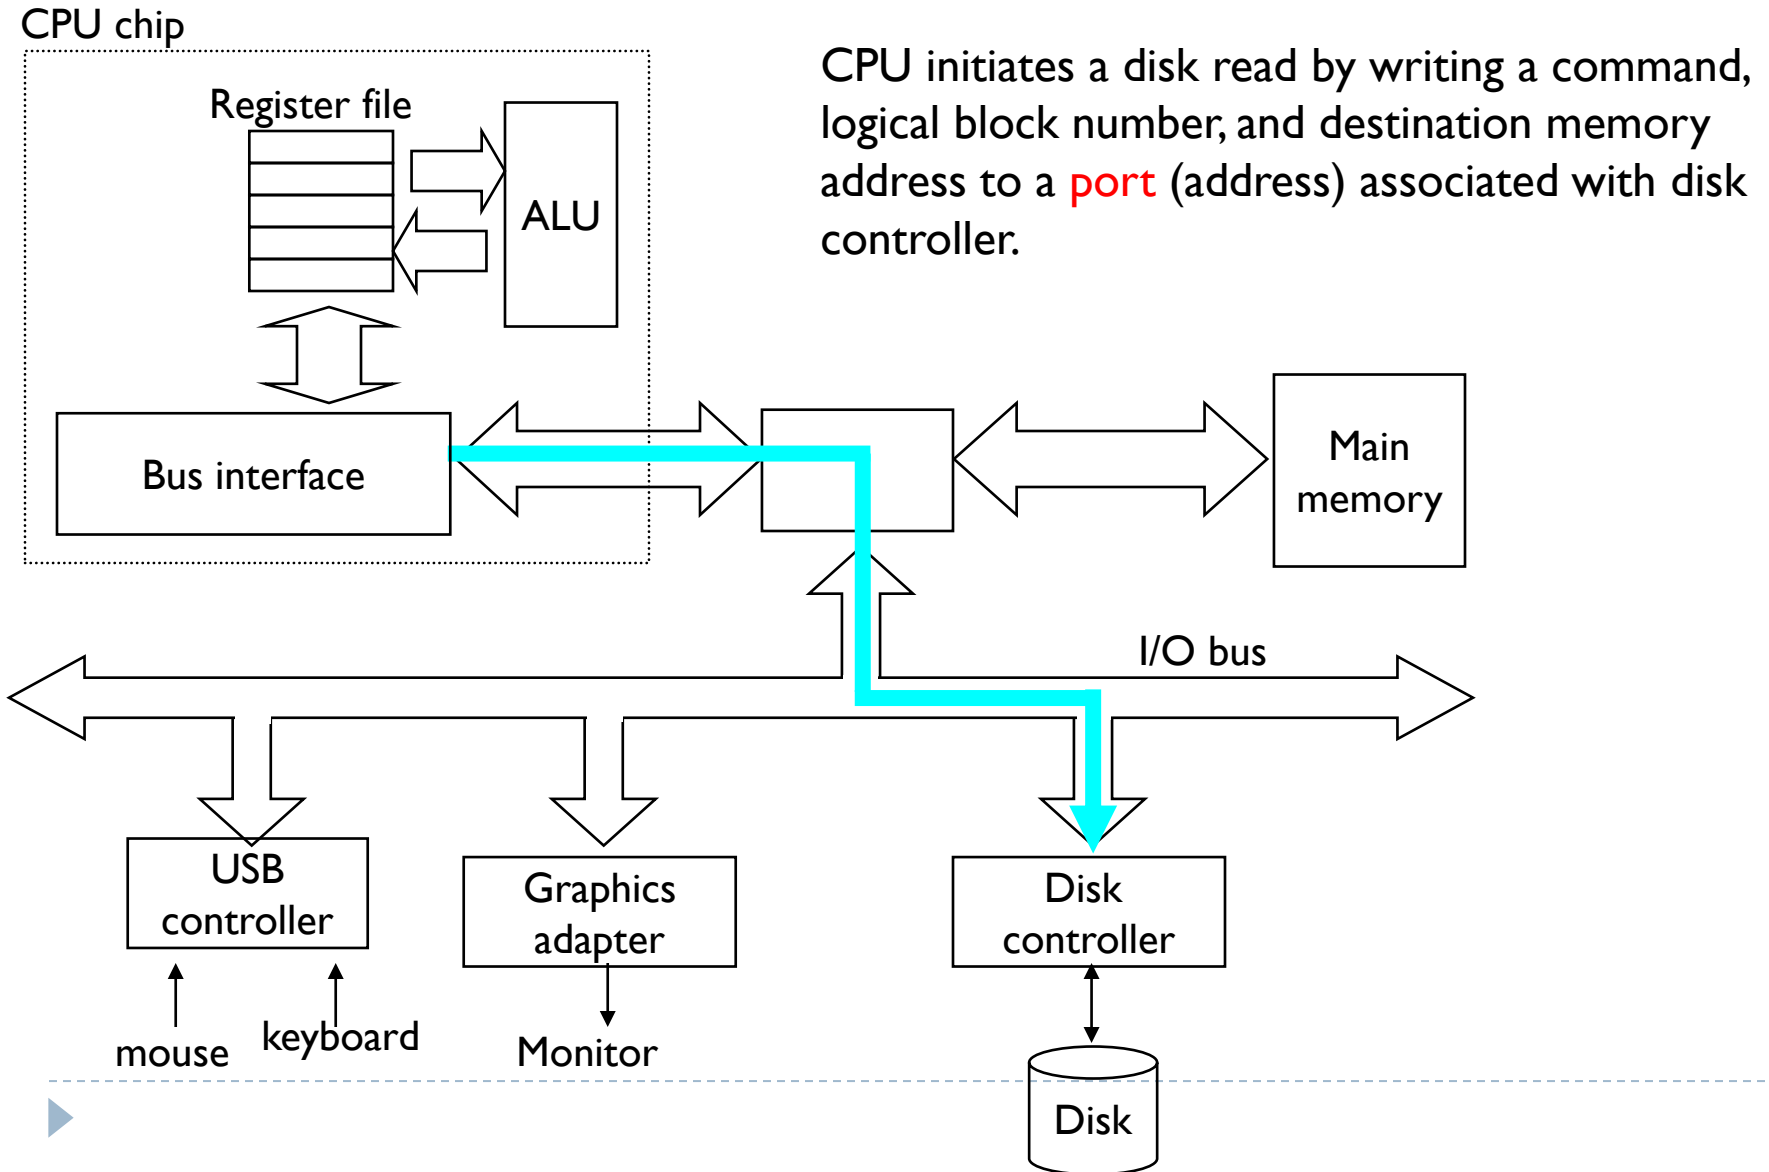 CPU chip
CPU initiates a disk read by writing a command,
logical block number, and destination memory
address to a port (address) associated with disk
controller.
Register file
ALU
Bus interface
Main
memory
I/O bus
USB
controller
Graphics
adapter
Disk
controller
mouse
keyboard
Monitor
Disk